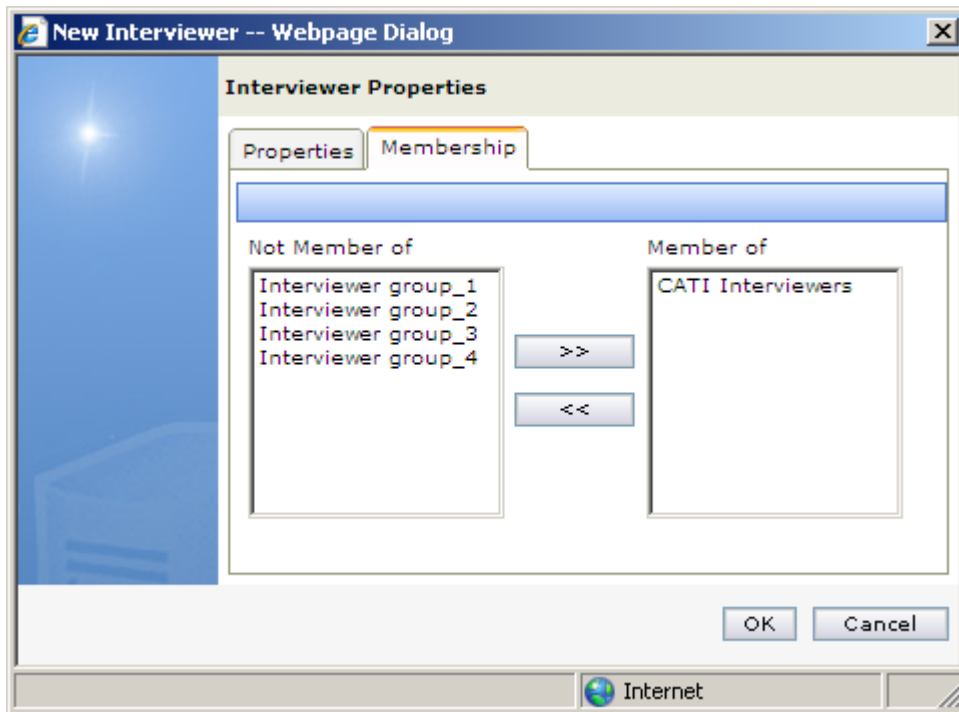 New Interviewer -- Webpage Dialog
Interviewer Properties
Properties
Membership
Not Member of
Member of
Interviewer group_1
Interviewer group_2
Interviewer group_3
Interviewer group_4
>>
<<
CATI Interviewers
OK
Cancel
Internet